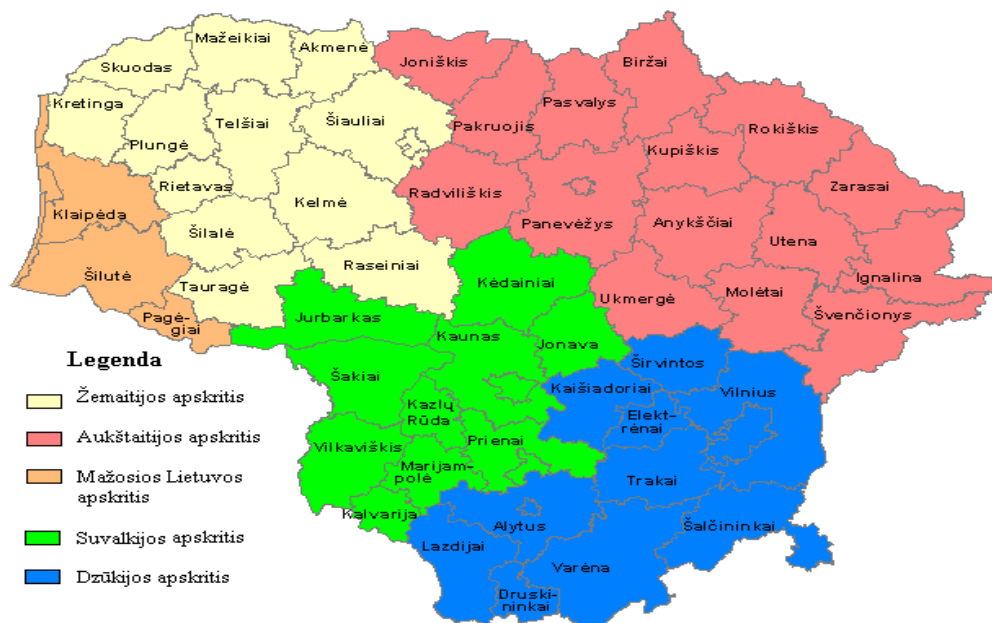 Mažeikiai
Akmenė
Skuodas
Joniškis
Biržai
Kretinga
Pasvalys
Telšiai
Šiauliai
Pakruojis
Rokiškis
Plungė
Kupiškis
Rietavas
Radviliškis
Zarasai
Kelmė
Klaipėda
Panevėžys
Anykščiai
Šilalė
Utena
Raseiniai
Šilutė
Kėdainiai
Ignalina
Tauragė
Ukmergė
Molėtai
Pagė-
giai
Jurbarkas
Švenčionys
Kaunas
Jonava
Legenda
Širvintos
Šakiai
Kaišiadoriai
Vilnius
Žemaitijos apskritis
Kazlų
Rūda
Elekt-
rėnai
Aukštaitijos apskritis
Vilkaviškis
Prienai
Marijam-
polė
Mažosios Lietuvos
apskritis
Trakai
Kalvarija
Alytus
Šalčininkai
Suvalkijos apskritis
Lazdijai
Varėna
Dzūkijos apskritis
Druski-
ninkai